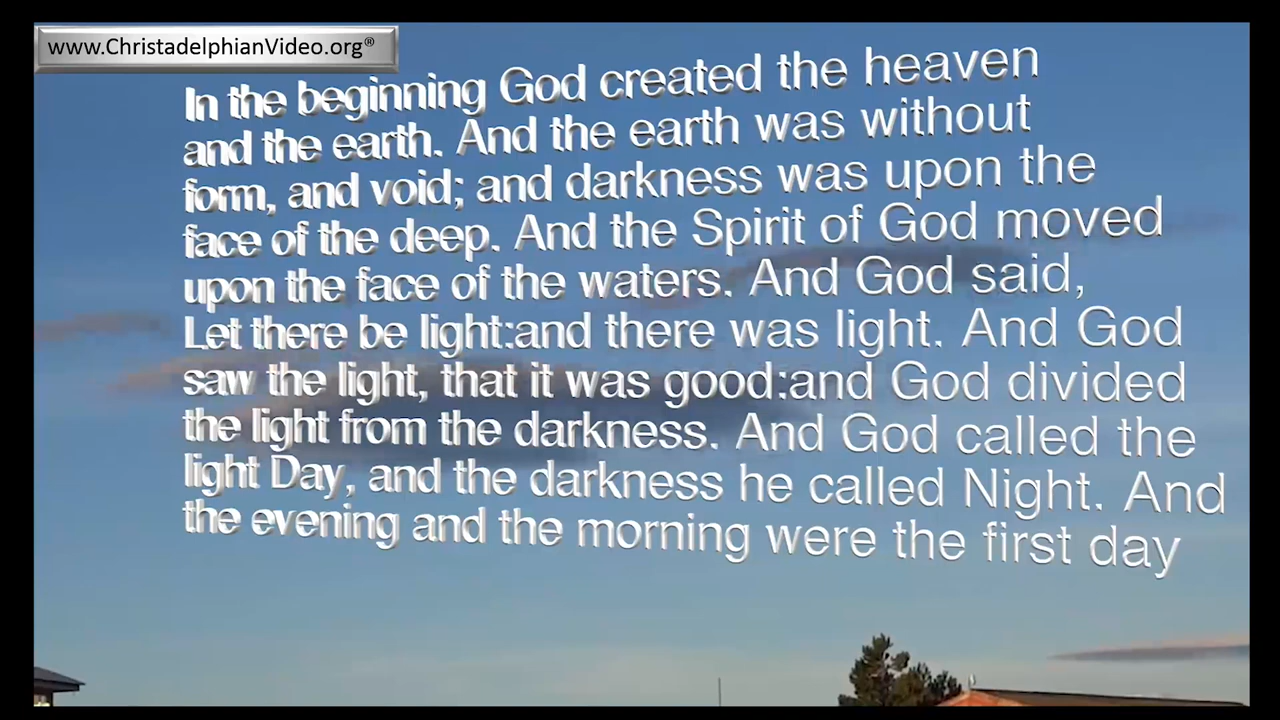 www.ChristadelphianVideo.org®
In the beginning God created the heaven
and the earth. And the earth was without
form, and void; and darkness was upon the
face of the deep. And the Spirit of God moved
upon the face of the waters. And God said,
Let there be light:and there was light. And God
saw the light, that it was good:and God divided
the light from the darkness. And God called the
light Day, and the darkness he called Night. And
the evening and the morning were the first day